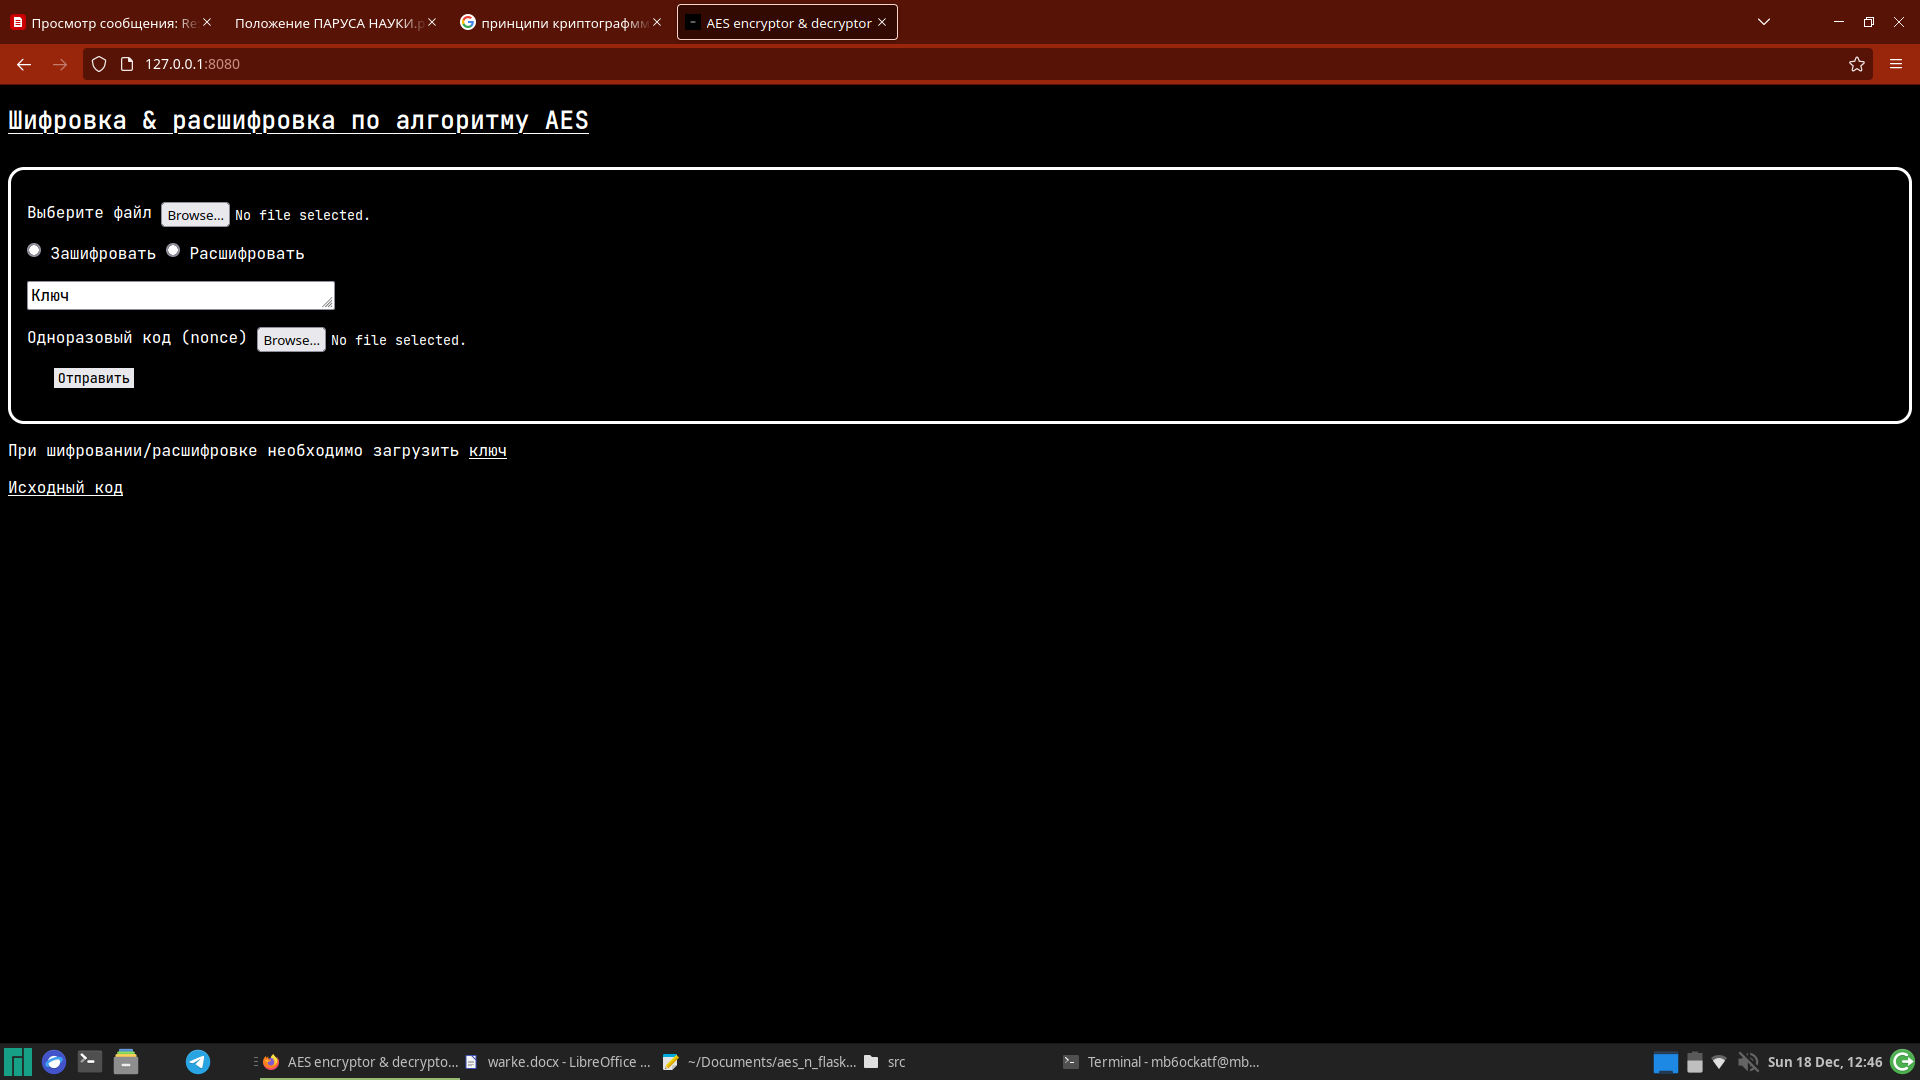 Просмотр сообщения: Re
Положение ПАРУСА НАУКИ.p
принципи криптографмм
AES encryptor & decryptor
127.0.0.1:8080
Шифровка & расшифровка по алгоритму AES
Выберите файл Browse... No file selected.
Зашифровать Расшифровать
Ключ
Одноразовый код (nonce) Browse... No file selected.
Отправить
При шифровании/расшифровке необходимо загрузить ключ
Исходный код
AES encryptor & decrypto... warke.docx - LibreOffice ... ~/Documents/aes_n_flask... src Terminal - mb6ockatf@mb... Sun 18 Dec, 12:46